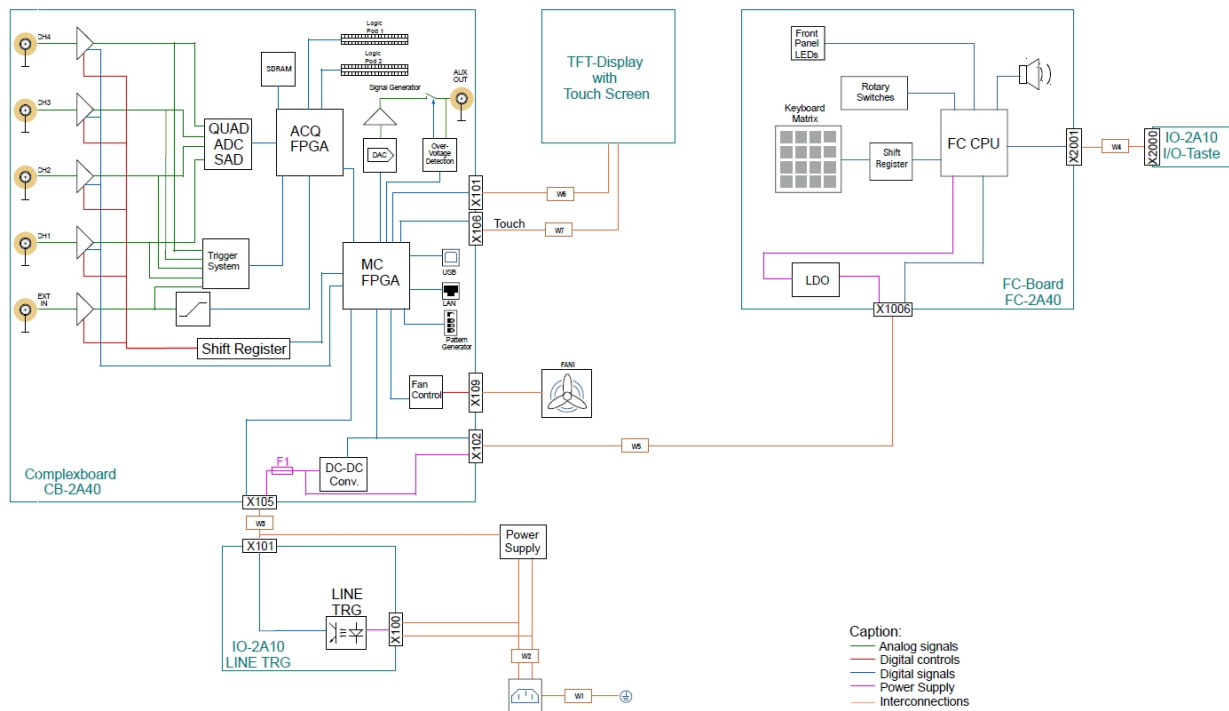 CH4
CH3
CH2
CH1
EXT
IN
Logic
Pod 1
Logic
Pod 2
SDRAM
QUAD
ADC
SAD
ACQ
FPGA
Signal Generator
AUX
OUT
DAC
Over-
Voltage
Detection
Trigger
System
MC
FPGA
USB
LAN
Pattern
Generator
Shift Register
Fan
Control
DC-DC
Conv.
F1
X101
X106
X109
X102
X105
Complexboard
CB-2A40
TFT-Display
with
Touch Screen
W6
Touch
W7
FAN1
W5
Front
Panel
LEDs
Rotary
Switches
Keyboard
Matrix
Shift
Register
FC CPU
LDO
X1006
X2001
W4
X2000
IO-2A10
I/O-Taste
FC-Board
FC-2A40
W3
X101
Power
Supply
LINE
TRG
X100
IO-2A10
LINE TRG
W2
W1
Caption:
Analog signals
Digital controls
Digital signals
Power Supply
Interconnections